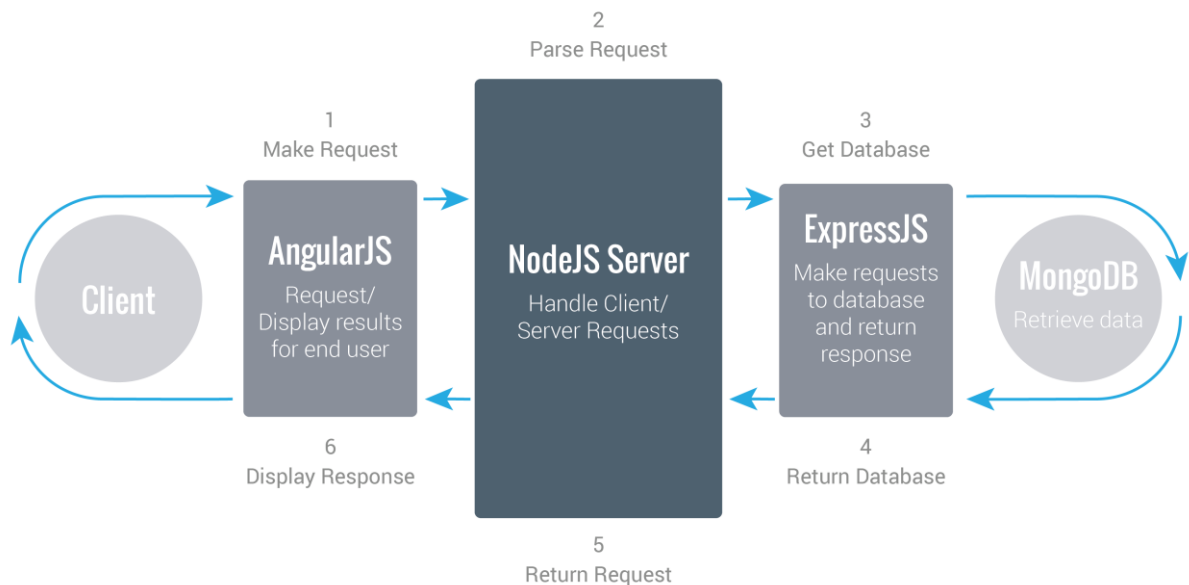 2
Parse Request
1
Make Request
3
Get Database
Client
AngularJS
Request/
Display results
for end user
NodeJS Server
Handle Client/
Server Requests
ExpressJS
Make requests
to database
and return
response
MongoDB
Retrieve data
6
Display Response
4
Return Database
5
Return Request